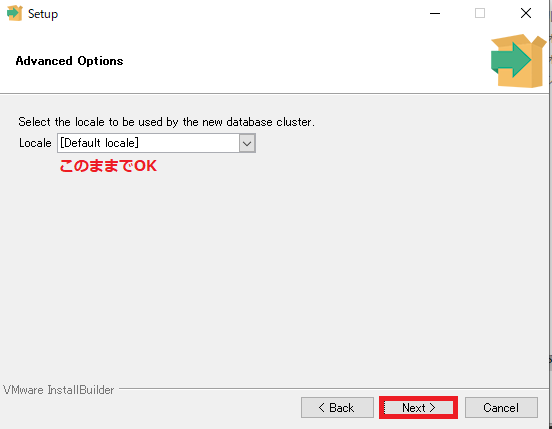 Setup
Advanced Options
Select the locale to be used by the new database cluster.
Locale [Default locale]
このままでOK
VMware InstallBuilder
< Back Next > Cancel